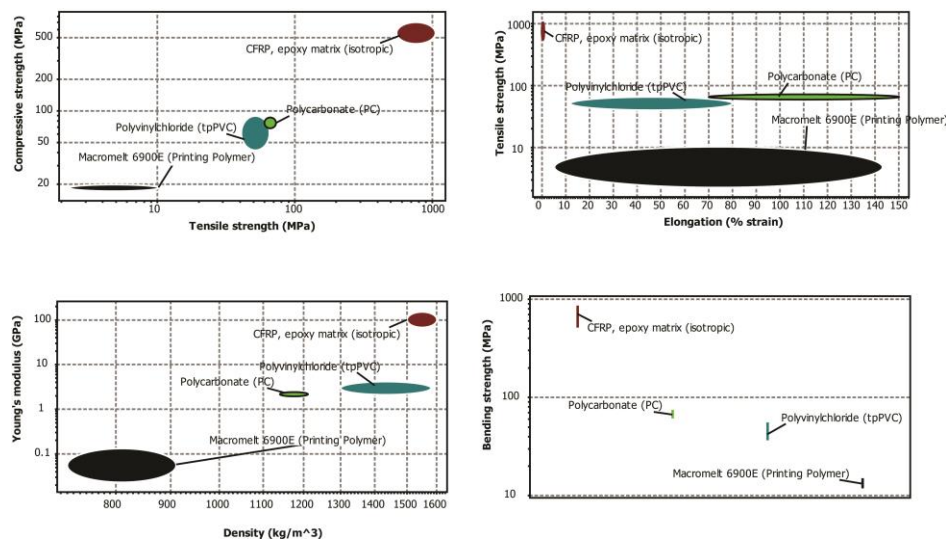 Compressive strength (MPa)
500
200
100
50
20
CFRP, epoxy matrix (isotropic)
Polycarbonate (PC)
Polyvinylchloride (tpPVC)
Macromelt 6900E (Printing Polymer)
10
100
1000
Tensile strength (MPa)
Tensile strength (MPa)
1000
100
10
CFRP, epoxy matrix (isotropic)
Polycarbonate (PC)
Polyvinylchloride (tpPVC)
Macromelt 6900E (Printing Polymer)
0 10 20 30 40 50 60 70 80 90 100 110 120 130 140 150
Elongation (% strain)
Young's modulus (GPa)
100
10
1
0.1
CFRP, epoxy matrix (isotropic)
Polyvinylchloride (tpPVC)
Polycarbonate (PC)
Macromelt 6900E (Printing Polymer)
800 900 1000 1100 1200 1300 1400 1500 1600
Density (kg/m^3)
Bending strength (MPa)
1000
100
10
CFRP, epoxy matrix (isotropic)
Polycarbonate (PC)
Polyvinylchloride (tpPVC)
Macromelt 6900E (Printing Polymer)